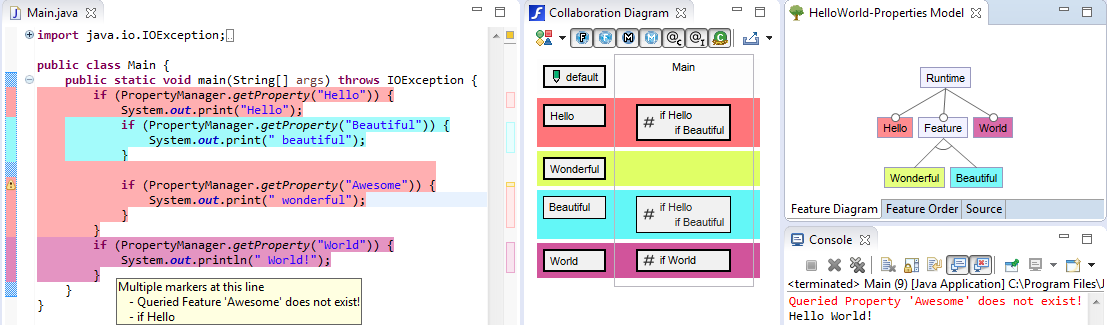 Main.java
import java.io.IOException;
public class Main {
public static void main(String[] args) throws IOException {
if (PropertyManager.getProperty("Hello")) {
System.out.print("Hello");
if (PropertyManager.getProperty("Beautiful")) {
System.out.print(" beautiful");
}
if (PropertyManager.getProperty("Awesome")) {
System.out.print(" wonderful");
}
}
if (PropertyManager.getProperty("World")) {
System.out.println(" World!");
}
}
}
Multiple markers at this line
- Queried Feature 'Awesome' does not exist!
- if Hello
Collaboration Diagram
F f M M @C @I C
Main
default
Hello
# if Hello
if Beautiful
Wonderful
Beautiful
# if Hello
if Beautiful
World
# if World
HelloWorld-Properties Model
Runtime
Hello Feature World
Wonderful Beautiful
Feature Diagram Feature Order Source
Console
<terminated> Main (9) [Java Application] C:\Program Files\J
Queried Property 'Awesome' does not exist!
Hello World!